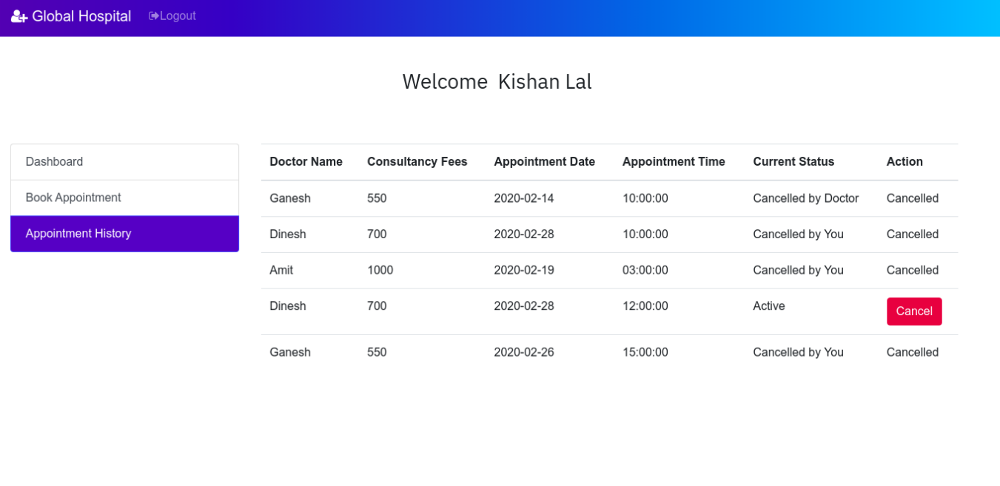 Global Hospital Logout
Welcome Kishan Lal
Dashboard
Book Appointment
Appointment History
Doctor Name Consultancy Fees Appointment Date Appointment Time Current Status Action
Ganesh 550 2020-02-14 10:00:00 Cancelled by Doctor Cancelled
Dinesh 700 2020-02-28 10:00:00 Cancelled by You Cancelled
Amit 1000 2020-02-19 03:00:00 Cancelled by You Cancelled
Dinesh 700 2020-02-28 12:00:00 Active Cancel
Ganesh 550 2020-02-26 15:00:00 Cancelled by You Cancelled